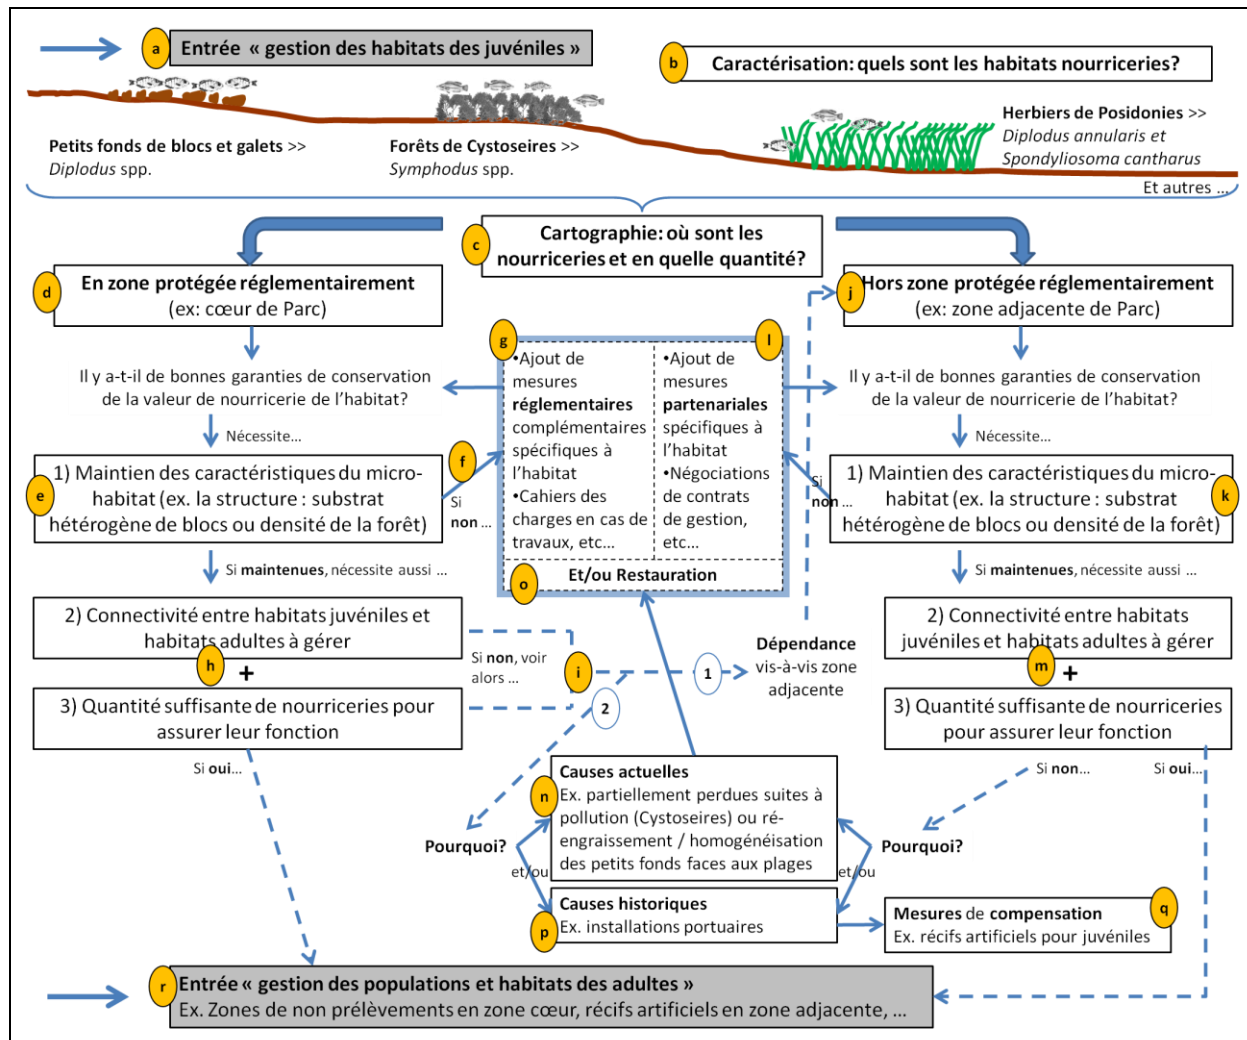 a
Entrée « gestion des habitats des juvéniles »
b
Caractérisation: quels sont les habitats nourriceries?
Petits fonds de blocs et galets >>
Diplodus spp.
Forêts de Cystoseires >>
Symphodus spp.
Herbiers de Posidonies >>
Diplodus annularis et
Spondyliosoma cantharus
Et autres ...
c
Cartographie: où sont les
nourriceries et en quelle quantité?
d
En zone protégée réglementairement
(ex: cœur de Parc)
j
Hors zone protégée réglementairement
(ex: zone adjacente de Parc)
Il y a-t-il de bonnes garanties de conservation
de la valeur de nourricerie de l'habitat?
Nécessite...
e
1) Maintien des caractéristiques du micro-
habitat (ex. la structure : substrat
hétérogène de blocs ou densité de la forêt)
f
Si
non ...
g
•Ajout de
mesures
réglementaires
complémentaires
spécifiques à
l'habitat
•Cahiers des
charges en cas de
travaux, etc...
l
•Ajout de
mesures
partenariales
spécifiques à
l'habitat
•Négociations
de contrats
de gestion,
etc...
o
Et/ou Restauration
Il y a-t-il de bonnes garanties de conservation
de la valeur de nourricerie de l'habitat?
Nécessite...
Si
non ...
1) Maintien des caractéristiques du micro-
habitat (ex. la structure : substrat
hétérogène de blocs ou densité de la forêt)
k
Si maintenues, nécessite aussi ...
2) Connectivité entre habitats juvéniles et
habitats adultes à gérer
h
+
3) Quantité suffisante de nourriceries pour
assurer leur fonction
Si non, voir
alors ...
i
1
2
Dépendance
vis-à-vis zone
adjacente
Si maintenues, nécessite aussi ...
2) Connectivité entre habitats
juvéniles et habitats adultes à gérer
m
+
3) Quantité suffisante de nourriceries
pour assurer leur fonction
Si oui...
Pourquoi?
et/ou
n
Causes actuelles
Ex. partiellement perdues suites à
pollution (Cystoseires) ou ré-
engraissement / homogénéisation
des petits fonds faces aux plages
Si non...
Si oui...
Pourquoi?
et/ou
p
Causes historiques
Ex. installations portuaires
q
Mesures de compensation
Ex. récifs artificiels pour juvéniles
r
Entrée « gestion des populations et habitats des adultes »
Ex. Zones de non prélèvements en zone cœur, récifs artificiels en zone adjacente, ...